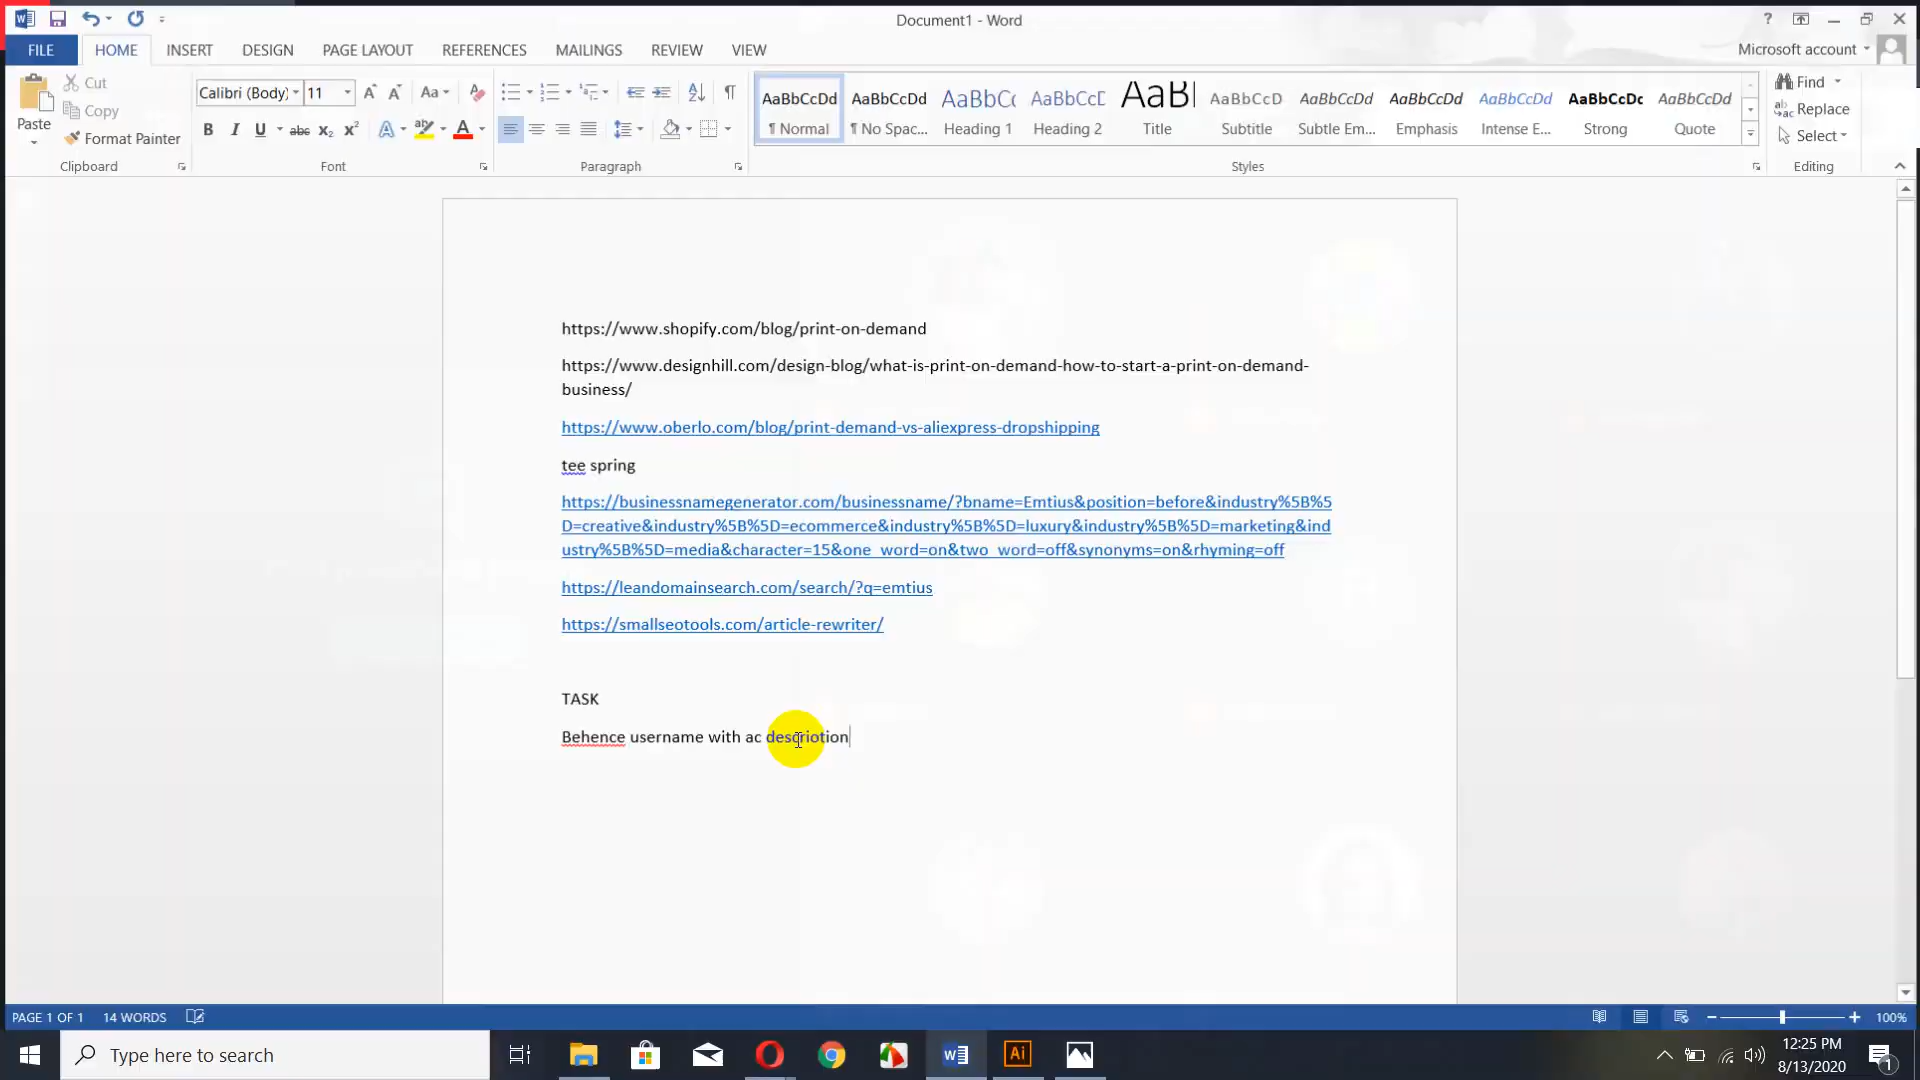 Document1 - Word
FILE HOME INSERT DESIGN PAGE LAYOUT REFERENCES MAILINGS REVIEW VIEW
Microsoft account
Paste
Cut
Copy
Format Painter
Calibri (Body) 11
AaBbCcDd AaBbCcDd AaBbCc AaBbCcD AaBl AaBbCcD AaBbCcDd AaBbCcDd AaBbCcDd AaBbCcDc AaBbCcDd
¶ Normal ¶ No Spac... Heading 1 Heading 2 Title Subtitle Subtle Em... Emphasis Intense E... Strong Quote
Find
Replace
Select
Clipboard Font Paragraph Styles Editing
https://www.shopify.com/blog/print-on-demand
https://www.designhill.com/design-blog/what-is-print-on-demand-how-to-start-a-print-on-demand-
business/
https://www.oberlo.com/blog/print-demand-vs-aliexpress-dropshipping
tee spring
https://businessnamegenerator.com/businessname/?bname=Emtius&position=before&industry%5B%5
D=creative&industry%5B%5D=ecommerce&industry%5B%5D=luxury&industry%5B%5D=marketing&ind
ustry%5B%5D=media&character=15&one_word=on&two_word=off&synonyms=on&rhyming=off
https://leandomainsearch.com/search/?q=emtius
https://smallseotools.com/article-rewriter/
TASK
Behence username with ac descriotion
PAGE 1 OF 1 14 WORDS 100%
Type here to search
12:25 PM
8/13/2020